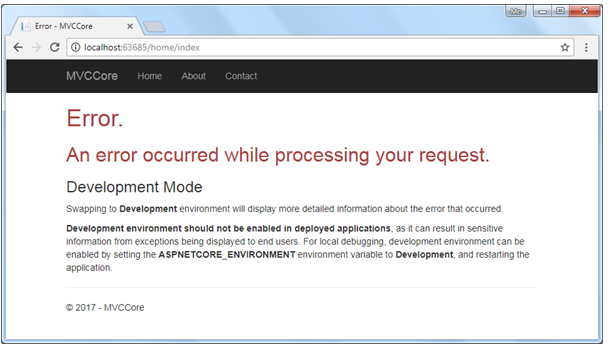 Me
Error - MVCCore
localhost:63685/home/index
MVCCore Home About Contact
Error.
An error occurred while processing your request.
Development Mode
Swapping to Development environment will display more detailed information about the error that occurred.
Development environment should not be enabled in deployed applications, as it can result in sensitive
information from exceptions being displayed to end users. For local debugging, development environment can be
enabled by setting the ASPNETCORE_ENVIRONMENT environment variable to Development, and restarting the
application.
© 2017 - MVCCore